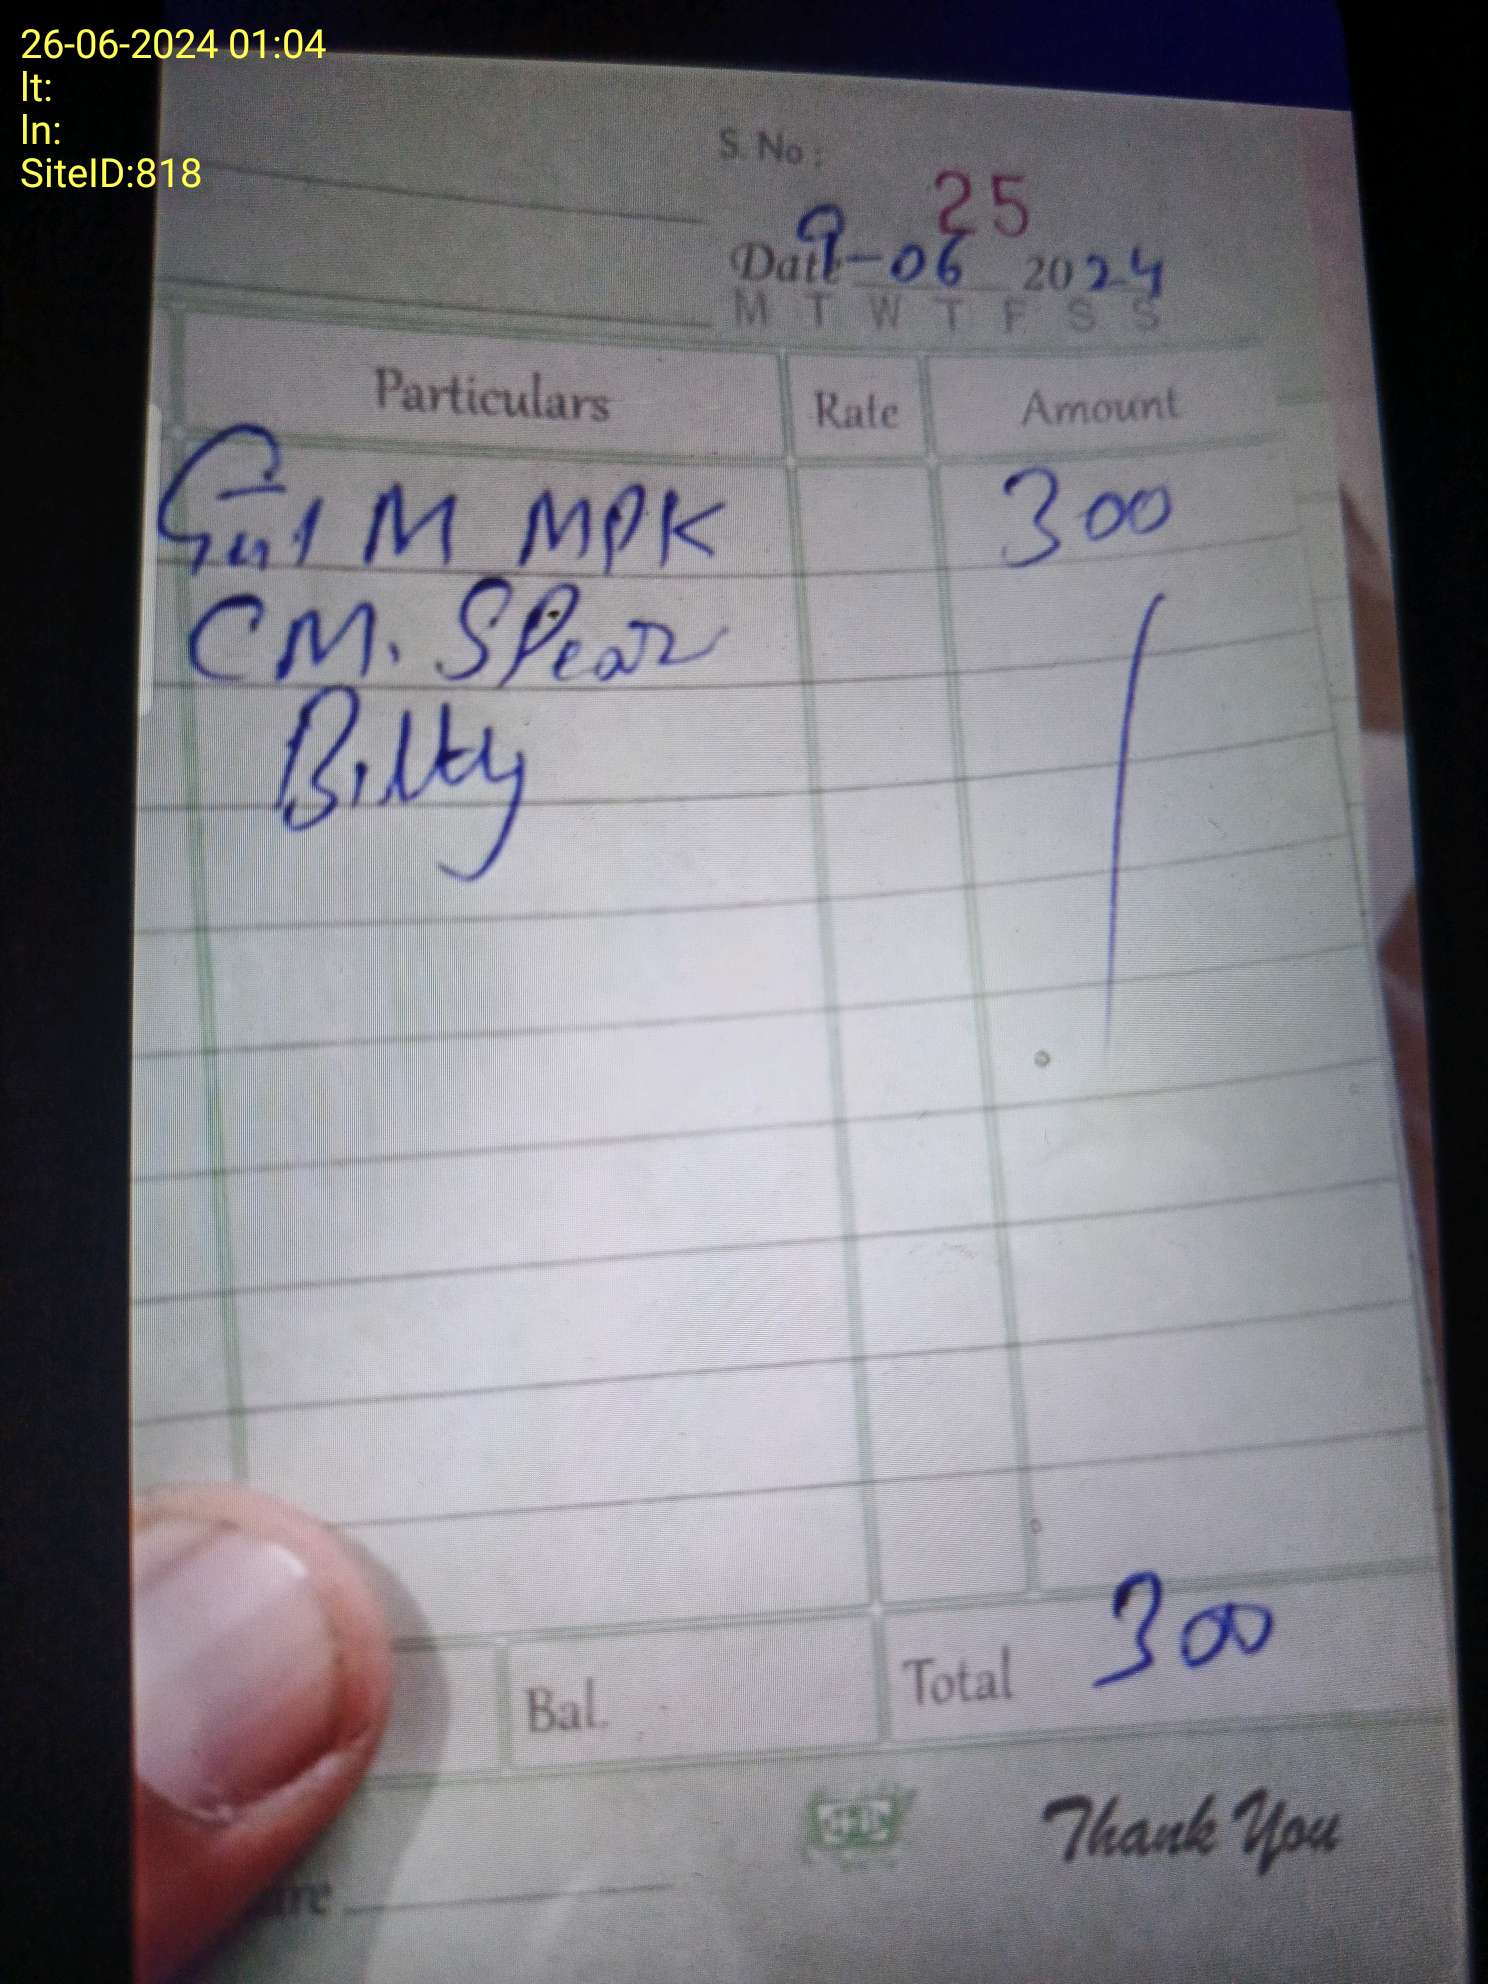 26-06-2024 01:04
lt:
ln:
SiteID:818
S. No :
25
Date 9-06 2024
M T W T F S S
Particulars Rate Amount
M MPK 300
CM. SPear
Bilty
Bal. Total 300
Thank You